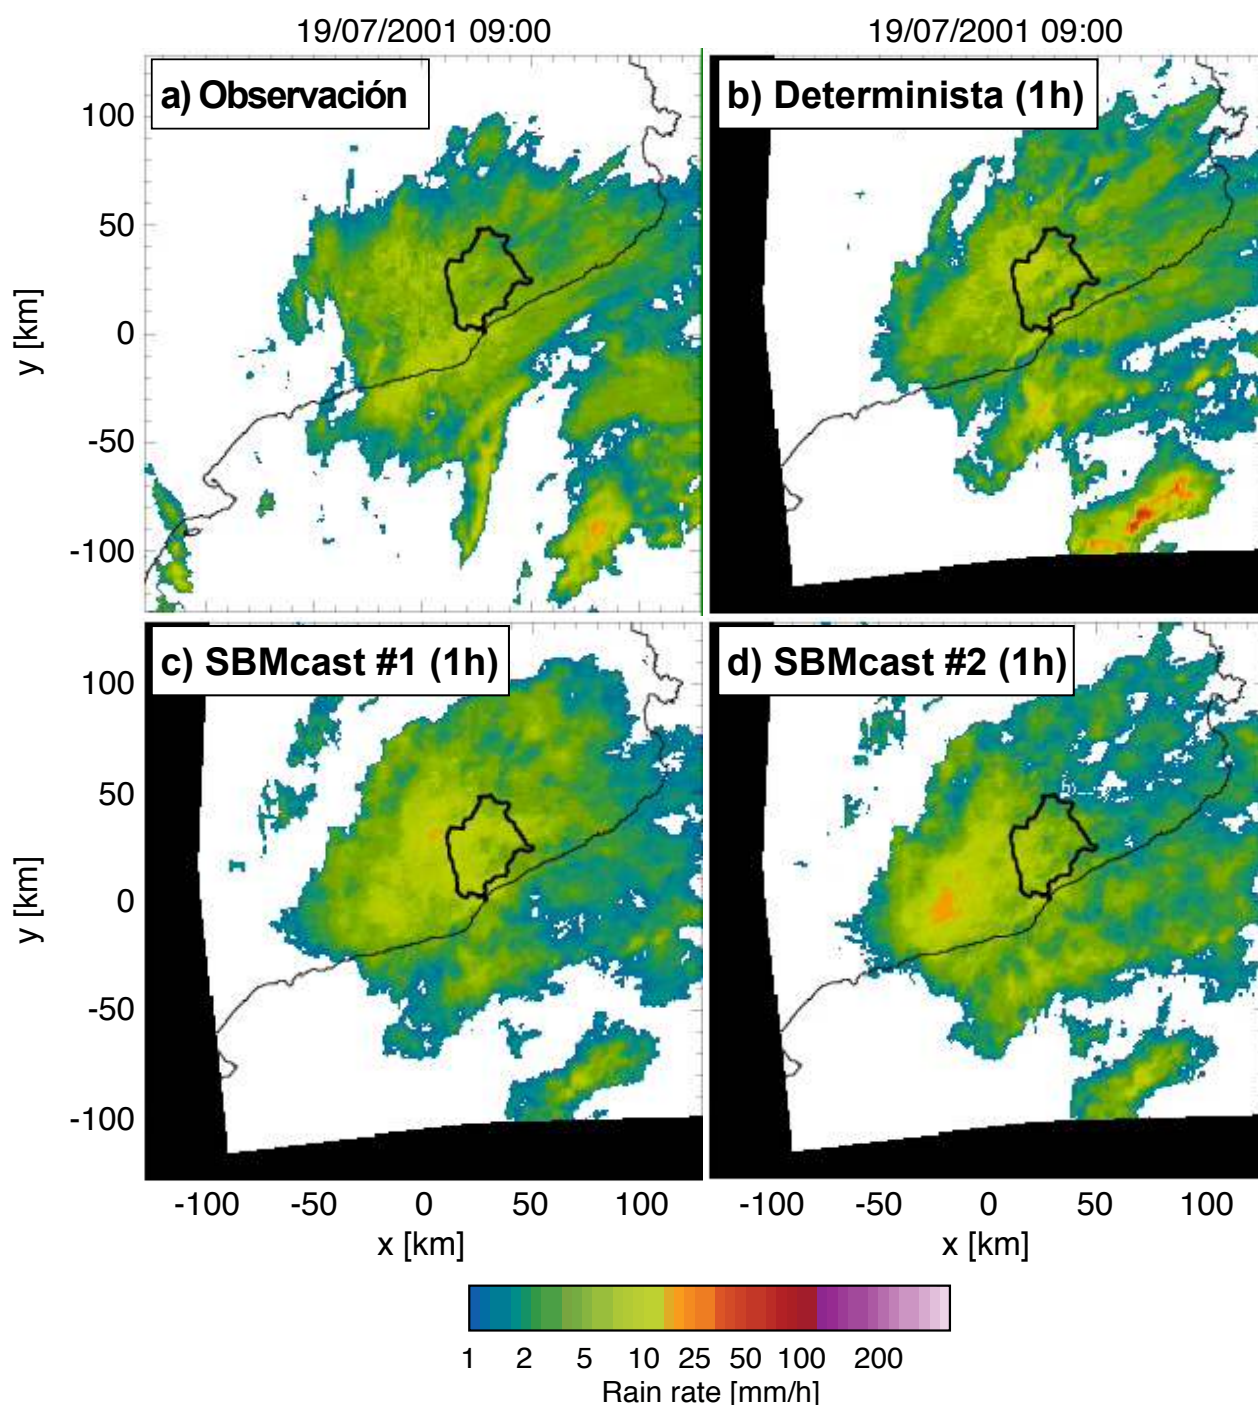 19/07/2001 09:00
19/07/2001 09:00
a) Observación
b) Determinista (1h)
100
50
0
-50
-100
y [km]
c) SBMcast #1 (1h)
d) SBMcast #2 (1h)
100
50
0
-50
-100
y [km]
-100 -50 0 50 100
-100 -50 0 50 100
x [km]
x [km]
1 2 5 10 25 50 100 200
Rain rate [mm/h]